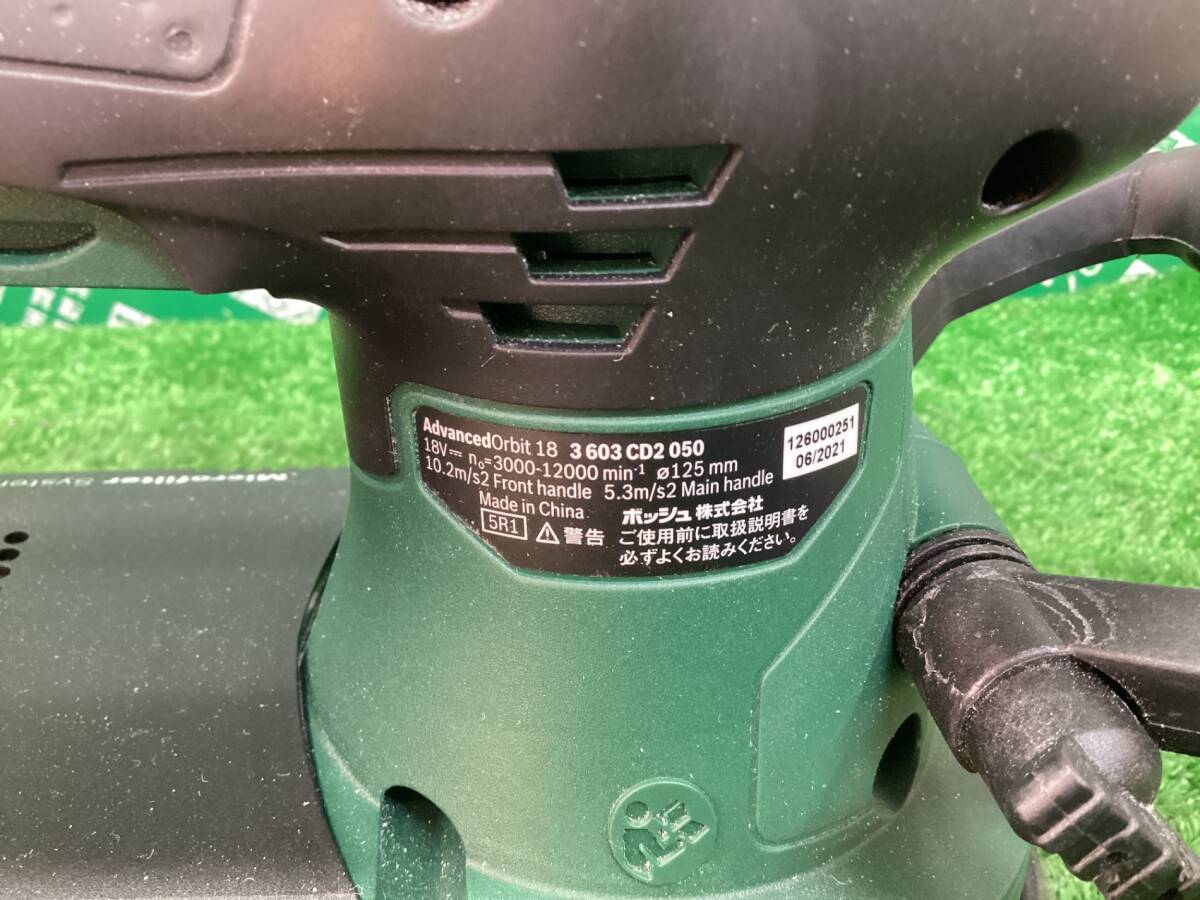 AdvancedOrbit 18 3 603 CD2 050
18V⎓ n₀=3000-12000 min⁻¹ ø125 mm
10.2m/s2 Front handle 5.3m/s2 Main handle
Made in China ボッシュ 株式会社
5R1 ⚠ 警告 ご使用前に取扱説明書を
必ずよくお読みください。
126000251
06/2021
Microfilter System